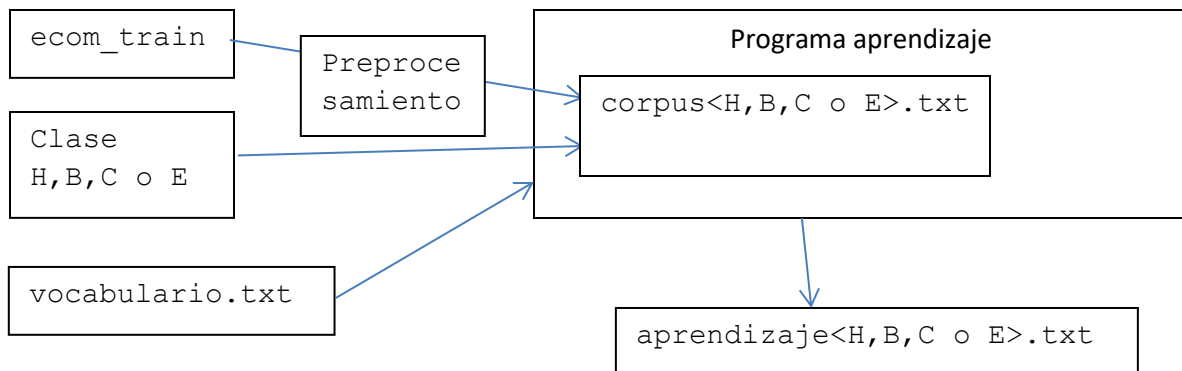 ecom_train
Preproce
samiento
Programa aprendizaje
corpus<H,B,C o E>.txt
Clase
H,B,C o E
vocabulario.txt
aprendizaje<H,B,C o E>.txt